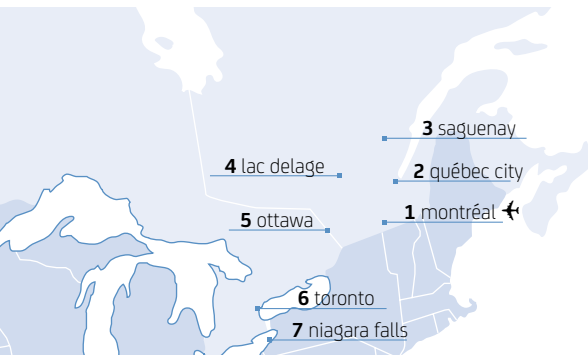 3 saguenay
4 lac delage
2 québec city
1 montréal
5 ottawa
6 toronto
7 niagara falls